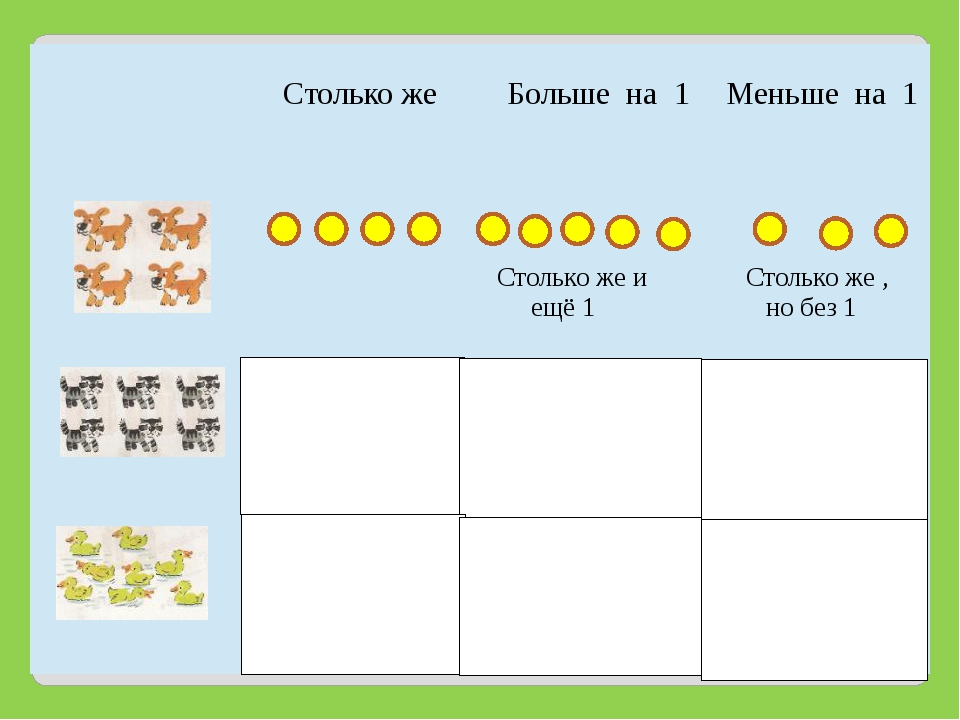 Столько же Больше на 1 Меньше на 1
Столько же и
ещё 1
Столько же ,
но без 1